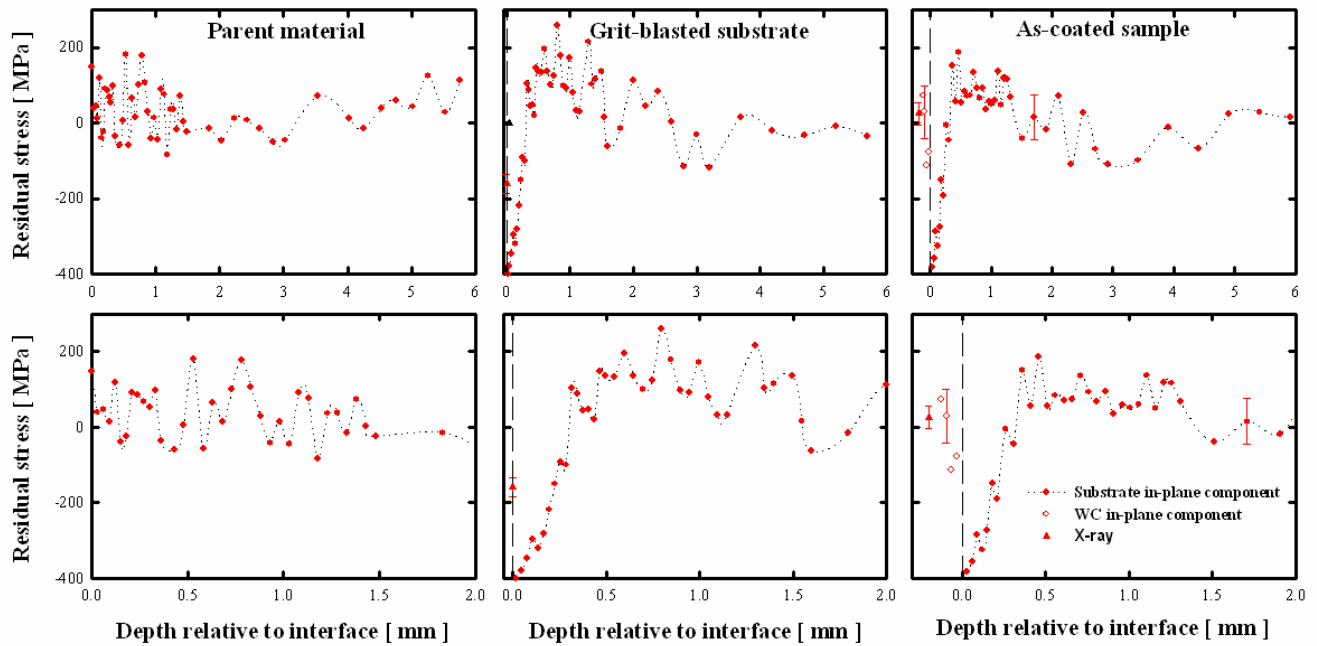 Parent material
Grit-blasted substrate
As-coated sample
Residual stress [ MPa]
200
0
-200
-400
0 1 2 3 4 5 6
0 1 2 3 4 5 6
0 1 2 3 4 5 6
Residual stress [ MPa]
200
0
-200
-400
Substrate in-plane component
WC in-plane component
X-ray
0.0 0.5 1.0 1.5 2.0
0.0 0.5 1.0 1.5 2.0
0.0 0.5 1.0 1.5 2.0
Depth relative to interface [ mm]
Depth relative to interface [ mm]
Depth relative to interface [ mm]